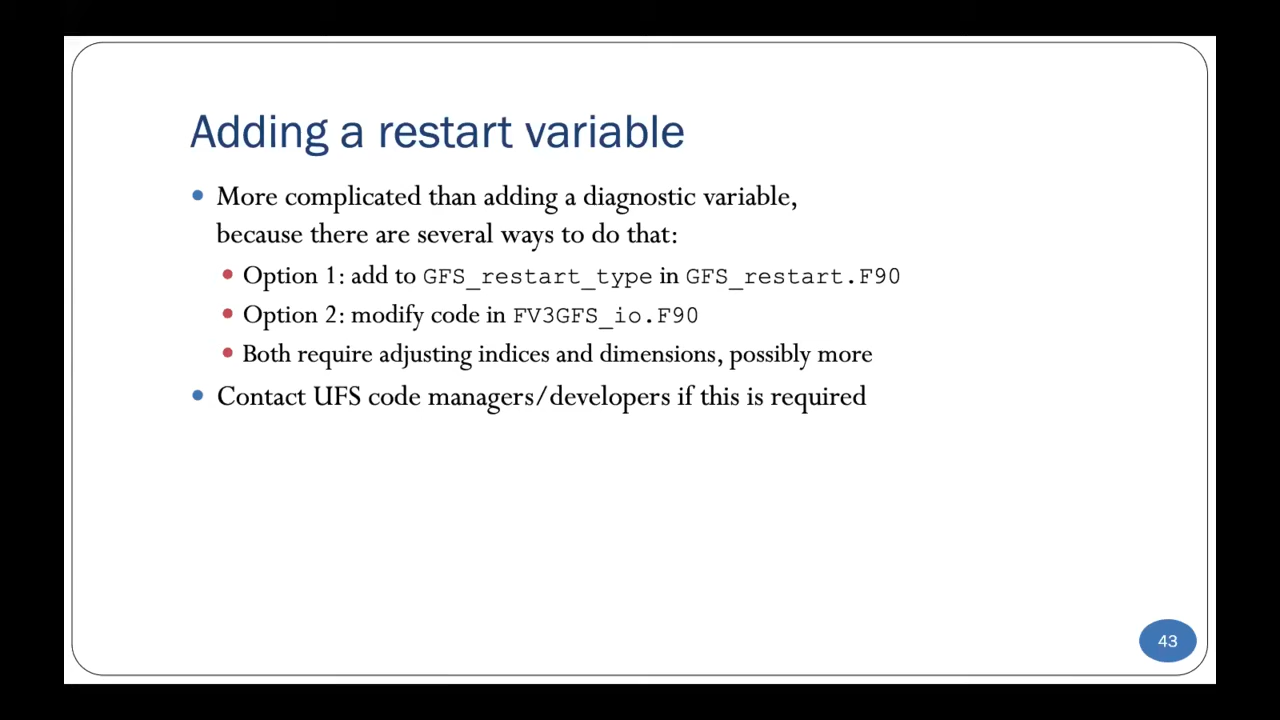 Adding a restart variable
• More complicated than adding a diagnostic variable,
because there are several ways to do that:
• Option 1: add to GFS_restart_type in GFS_restart.F90
• Option 2: modify code in FV3GFS_io.F90
• Both require adjusting indices and dimensions, possibly more
• Contact UFS code managers/developers if this is required
43